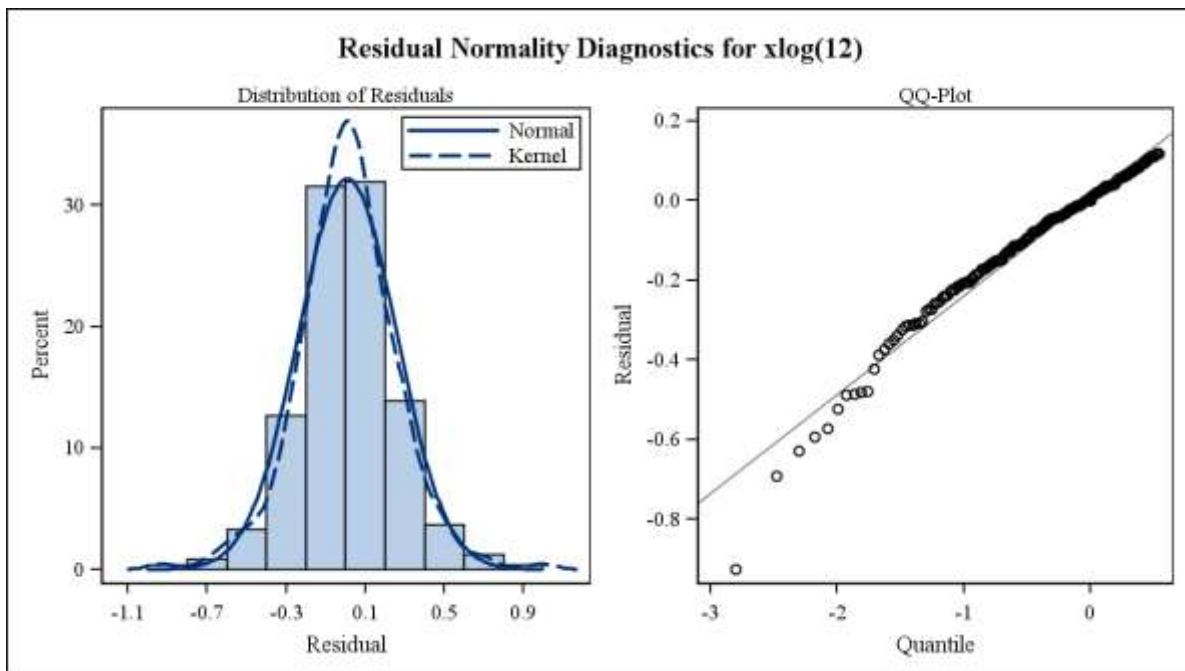 Residual Normality Diagnostics for xlog(12)
Distribution of Residuals
Normal
Kernel
30
20
10
0
Percent
-1.1
-0.7
-0.3
0.1
0.5
0.9
Residual
QQ-Plot
0.2
0.0
-0.2
-0.4
-0.6
-0.8
Residual
-3
-2
-1
0
Quantile